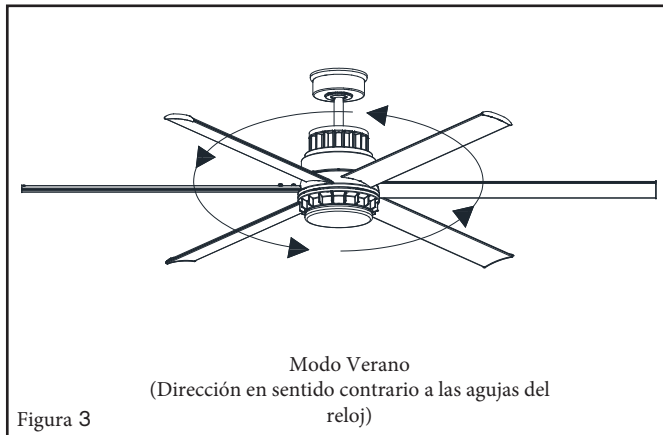 Modo Verano
(Dirección en sentido contrario a las agujas del
reloj)
Figura 3